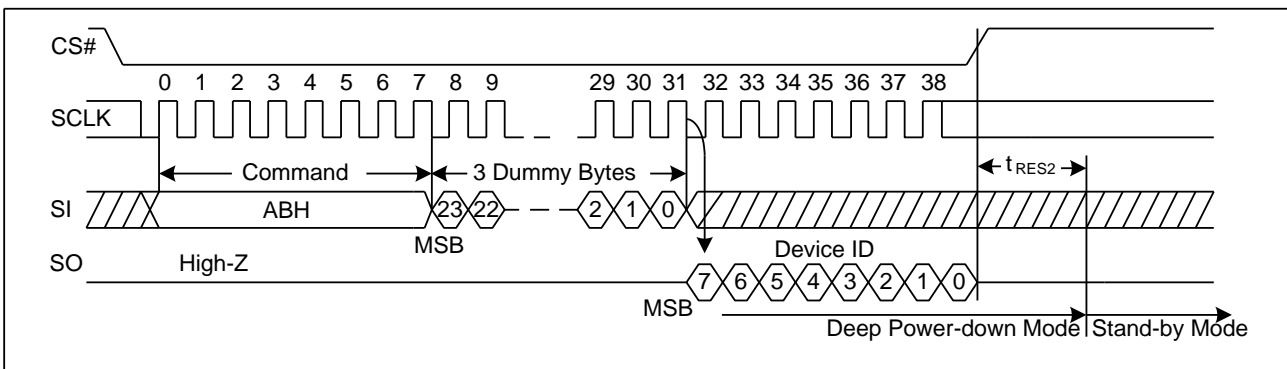 CS#
0 1 2 3 4 5 6 7 8 9 29 30 31 32 33 34 35 36 37 38
SCLK
Command 3 Dummy Bytes tRES2
SI ABH 23 22 2 1 0
MSB
SO High-Z Device ID
7 6 5 4 3 2 1 0
MSB
Deep Power-down Mode Stand-by Mode